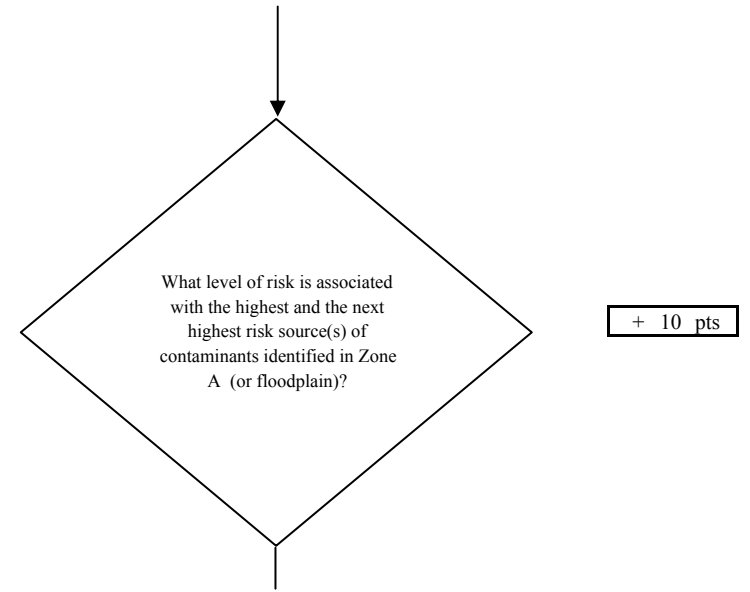 What level of risk is associated
with the highest and the next
highest risk source(s) of
contaminants identified in Zone
A (or floodplain)?
+ 10 pts